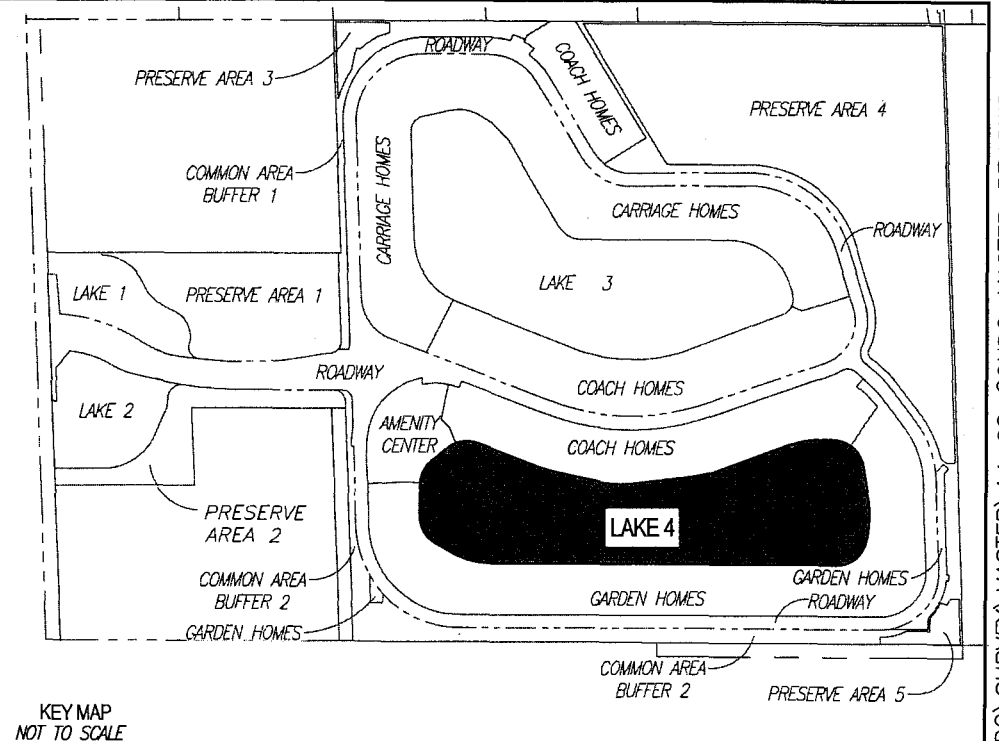 ROADWAY
COACH HOMES
PRESERVE AREA 3
PRESERVE AREA 4
COMMON AREA
BUFFER 1
CARRIAGE HOMES
CARRIAGE HOMES
ROADWAY
LAKE 3
LAKE 1
PRESERVE AREA 1
ROADWAY
COACH HOMES
LAKE 2
AMENITY
CENTER
COACH HOMES
PRESERVE
AREA 2
LAKE 4
COMMON AREA
BUFFER 2
GARDEN HOMES
GARDEN HOMES
ROADWAY
GARDEN HOMES
COMMON AREA
BUFFER 2
PRESERVE AREA 5
KEY MAP
NOT TO SCALE